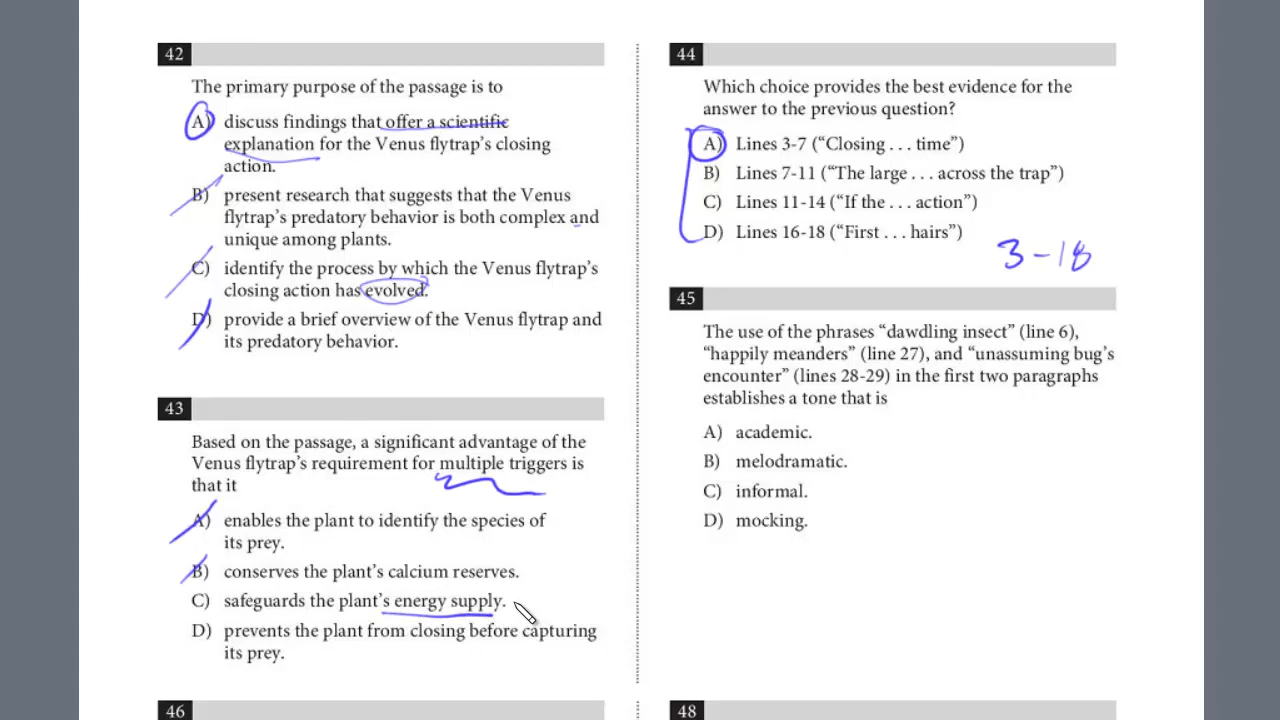 42
The primary purpose of the passage is to
A) discuss findings that offer a scientific
explanation for the Venus flytrap's closing
action.
B) present research that suggests that the Venus
flytrap's predatory behavior is both complex and
unique among plants.
C) identify the process by which the Venus flytrap's
closing action has evolved.
D) provide a brief overview of the Venus flytrap and
its predatory behavior.
43
Based on the passage, a significant advantage of the
Venus flytrap's requirement for multiple triggers is
that it
A) enables the plant to identify the species of
its prey.
B) conserves the plant's calcium reserves.
C) safeguards the plant's energy supply.
D) prevents the plant from closing before capturing
its prey.
46
44
Which choice provides the best evidence for the
answer to the previous question?
A) Lines 3-7 (“Closing . . . time”)
B) Lines 7-11 (“The large . . . across the trap”)
C) Lines 11-14 (“If the . . . action”)
D) Lines 16-18 (“First . . . hairs”)
3-18
45
The use of the phrases “dawdling insect” (line 6),
“happily meanders” (line 27), and “unassuming bug's
encounter” (lines 28-29) in the first two paragraphs
establishes a tone that is
A) academic.
B) melodramatic.
C) informal.
D) mocking.
48